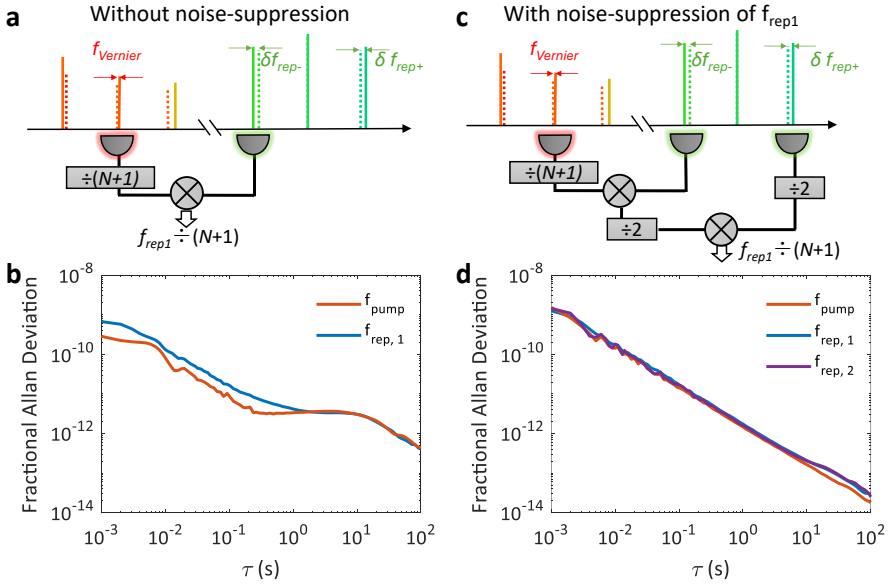 a
Without noise-suppression
f_Vernier
δf_rep-
δ f_rep+
÷(N+1)
f_rep1 ÷ (N+1)
b
Fractional Allan Deviation
10^-8
10^-10
10^-12
10^-14
f_pump
f_rep, 1
10^-3
10^-2
10^-1
10^0
10^1
10^2
τ (s)
c
With noise-suppression of f_rep1
f_Vernier
δf_rep-
δ f_rep+
÷(N+1)
÷2
÷2
f_rep1 ÷ (N+1)
d
Fractional Allan Deviation
10^-8
10^-10
10^-12
10^-14
f_pump
f_rep, 1
f_rep, 2
10^-3
10^-2
10^-1
10^0
10^1
10^2
τ (s)